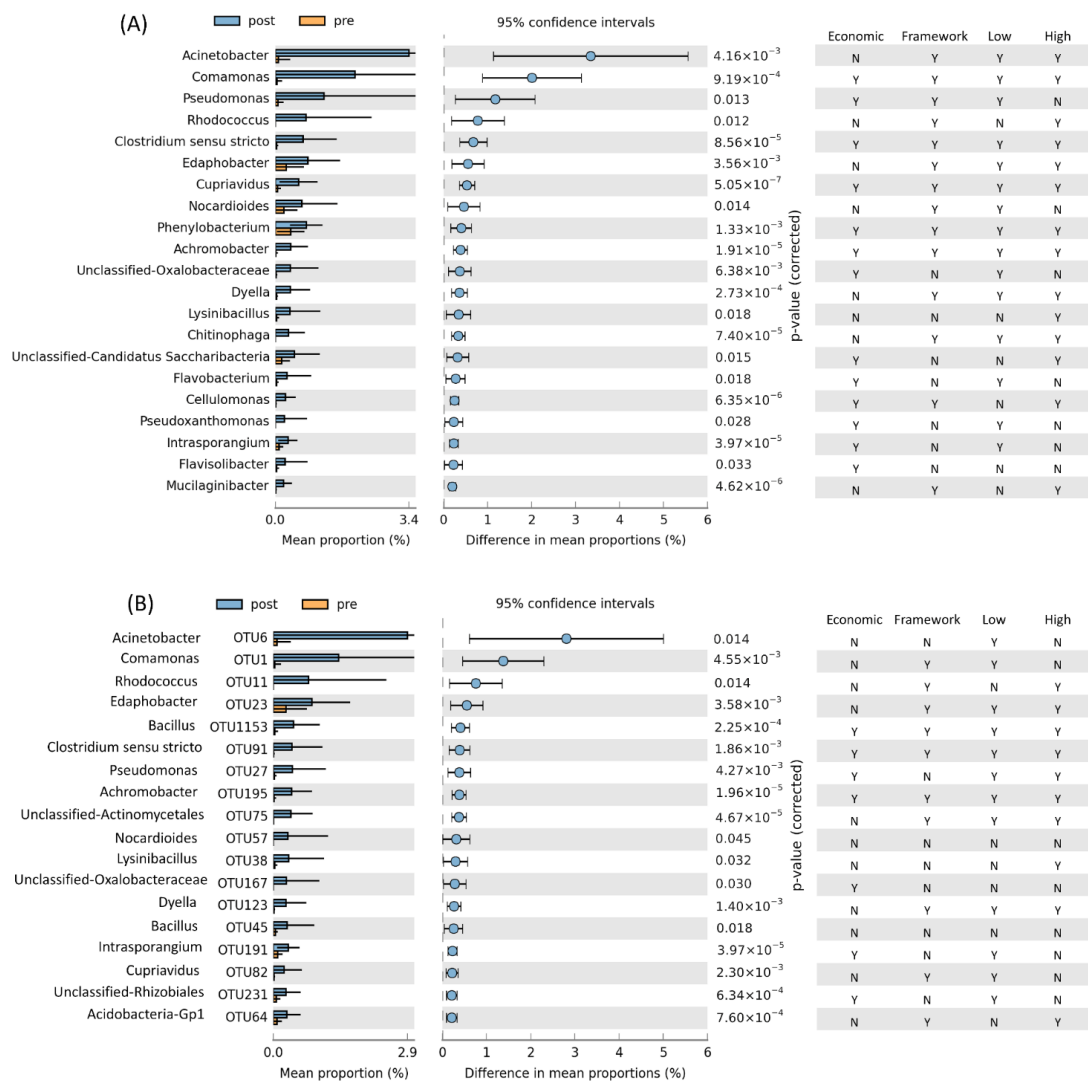 (A) post pre 95% confidence intervals
Economic Framework Low High
Acinetobacter 4.16×10⁻³ N Y Y Y
Comamonas 9.19×10⁻⁴ Y Y Y Y
Pseudomonas 0.013 Y Y Y N
Rhodococcus 0.012 N Y N Y
Clostridium sensu stricto 8.56×10⁻⁵ Y Y Y Y
Edaphobacter 3.56×10⁻³ N Y Y Y
Cupriavidus 5.05×10⁻⁷ Y Y Y Y
Nocardioides 0.014 N Y Y N
Phenylobacterium 1.33×10⁻³ Y Y Y Y
Achromobacter 1.91×10⁻⁵ Y Y Y Y
Unclassified-Oxalobacteraceae 6.38×10⁻³ Y N Y N
Dyella 2.73×10⁻⁴ N Y Y Y
Lysinibacillus 0.018 N N N Y
Chitinophaga 7.40×10⁻⁵ N Y Y Y
Unclassified-Candidatus Saccharibacteria 0.015 Y N N Y
Flavobacterium 0.018 Y N Y N
Cellulomonas 6.35×10⁻⁶ Y Y N Y
Pseudoxanthomonas 0.028 Y N Y N
Intrasporangium 3.97×10⁻⁵ Y N Y N
Flavisolibacter 0.033 Y N N N
Mucilaginibacter 4.62×10⁻⁶ N Y N Y
p-value (corrected)
0.0 3.4 0 1 2 3 4 5 6
Mean proportion (%) Difference in mean proportions (%)
(B) post pre 95% confidence intervals
Economic Framework Low High
Acinetobacter OTU6 0.014 N N Y N
Comamonas OTU1 4.55×10⁻³ N Y Y Y
Rhodococcus OTU11 0.014 N Y N Y
Edaphobacter OTU23 3.58×10⁻³ N Y Y Y
Bacillus OTU1153 2.25×10⁻⁴ Y Y Y Y
Clostridium sensu stricto OTU91 1.86×10⁻³ Y Y Y Y
Pseudomonas OTU27 4.27×10⁻³ Y N Y Y
Achromobacter OTU195 1.96×10⁻⁵ Y Y Y Y
Unclassified-Actinomycetales OTU75 4.67×10⁻⁵ N Y Y Y
Nocardioides OTU57 0.045 N N N N
Lysinibacillus OTU38 0.032 N N N Y
Unclassified-Oxalobacteraceae OTU167 0.030 Y N N N
Dyella OTU123 1.40×10⁻³ N Y Y Y
Bacillus OTU45 0.018 N N N N
Intrasporangium OTU191 3.97×10⁻⁵ Y N Y N
Cupriavidus OTU82 2.30×10⁻³ N Y Y N
Unclassified-Rhizobiales OTU231 6.34×10⁻⁴ Y N Y N
Acidobacteria-Gp1 OTU64 7.60×10⁻⁴ N Y N Y
p-value (corrected)
0.0 2.9 0 1 2 3 4 5 6
Mean proportion (%) Difference in mean proportions (%)